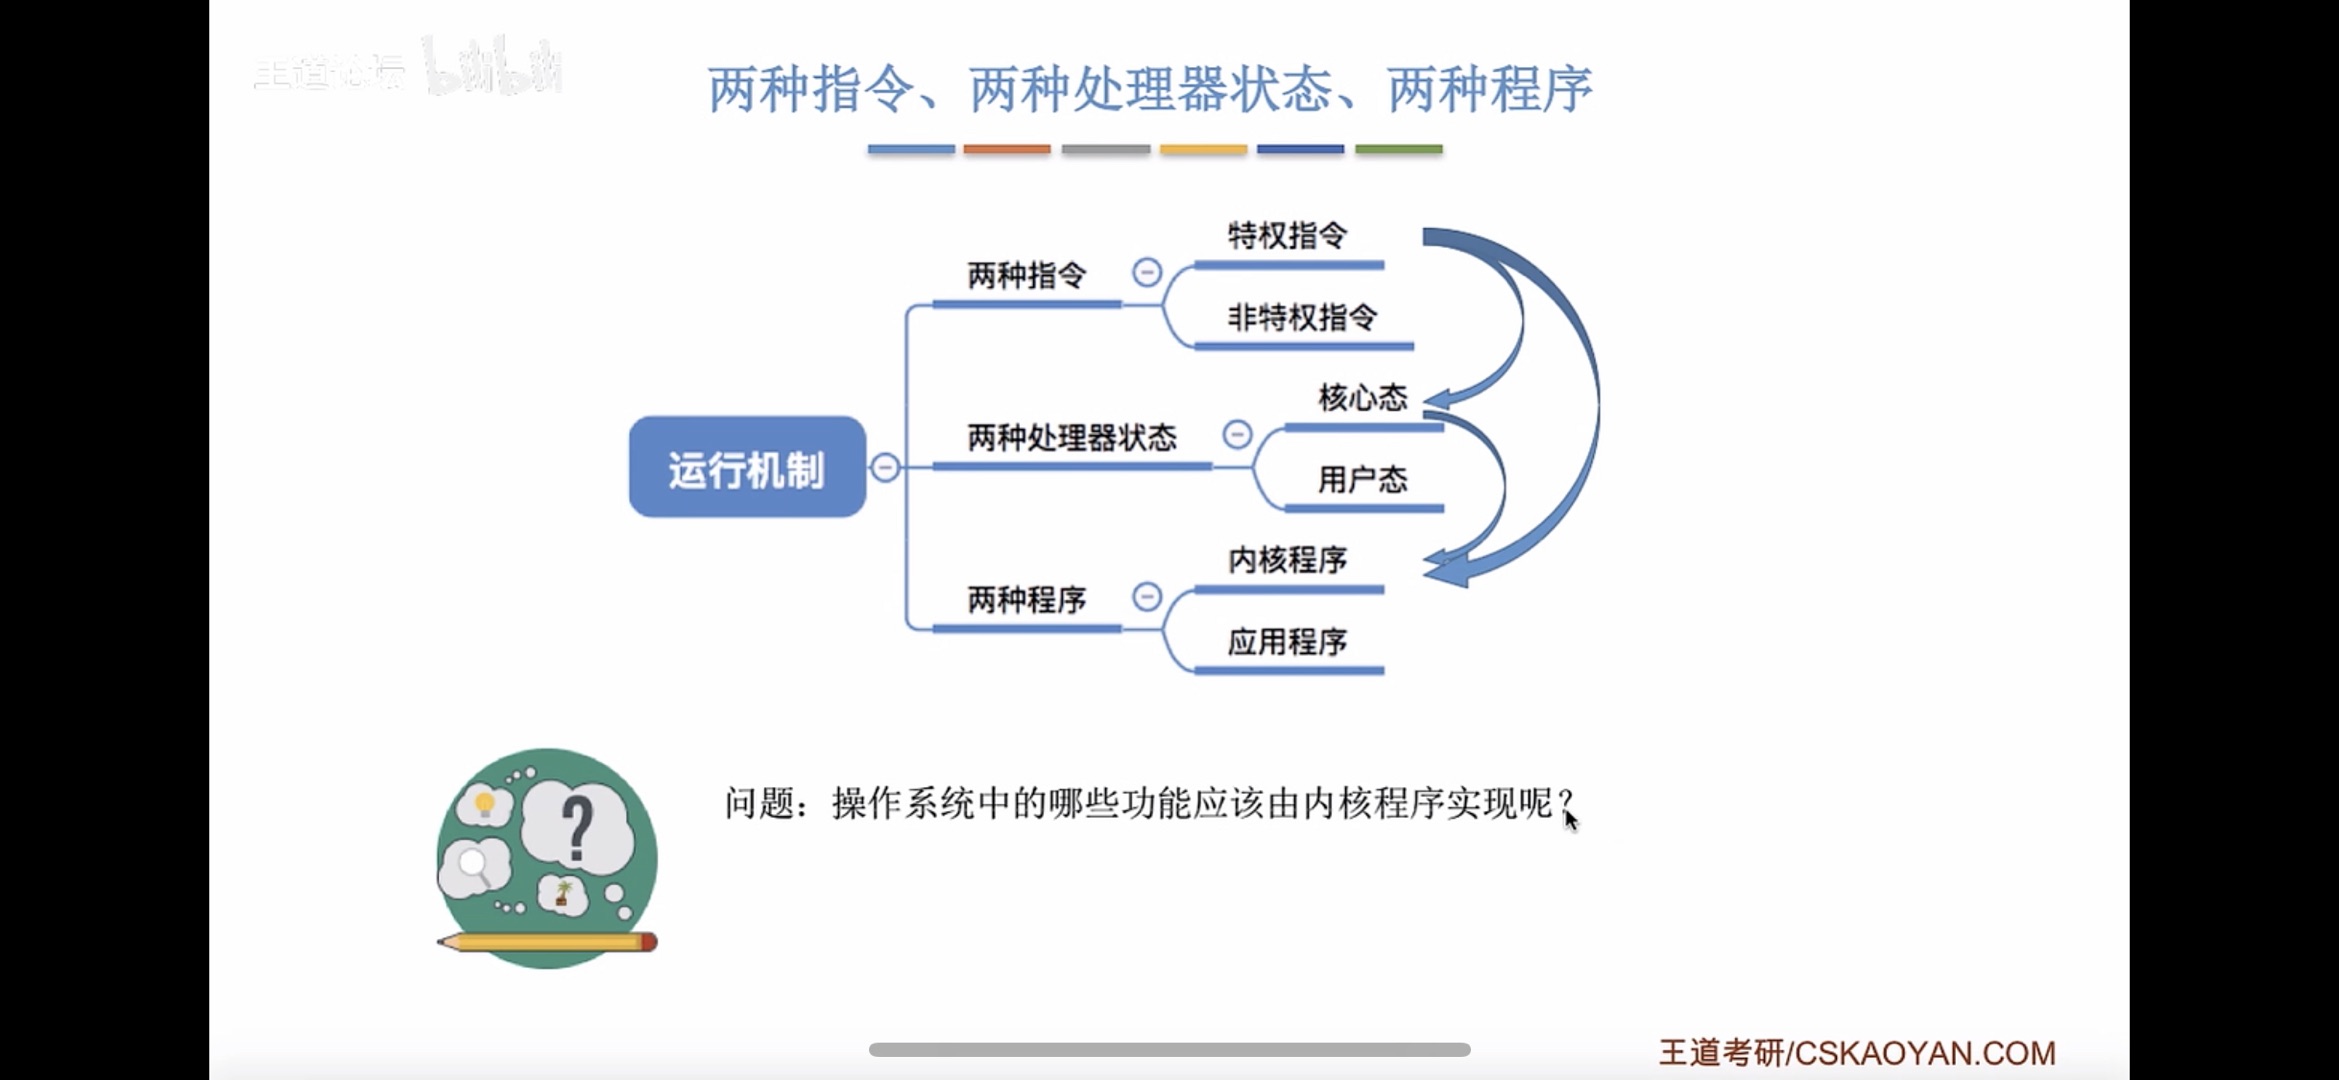 王道论坛 bilibili
两种指令、两种处理器状态、两种程序
特权指令
两种指令
非特权指令
核心态
两种处理器状态
运行机制
用户态
内核程序
两种程序
应用程序
?
问题：操作系统中的哪些功能应该由内核程序实现呢？
王道考研/CSKAOYAN.COM